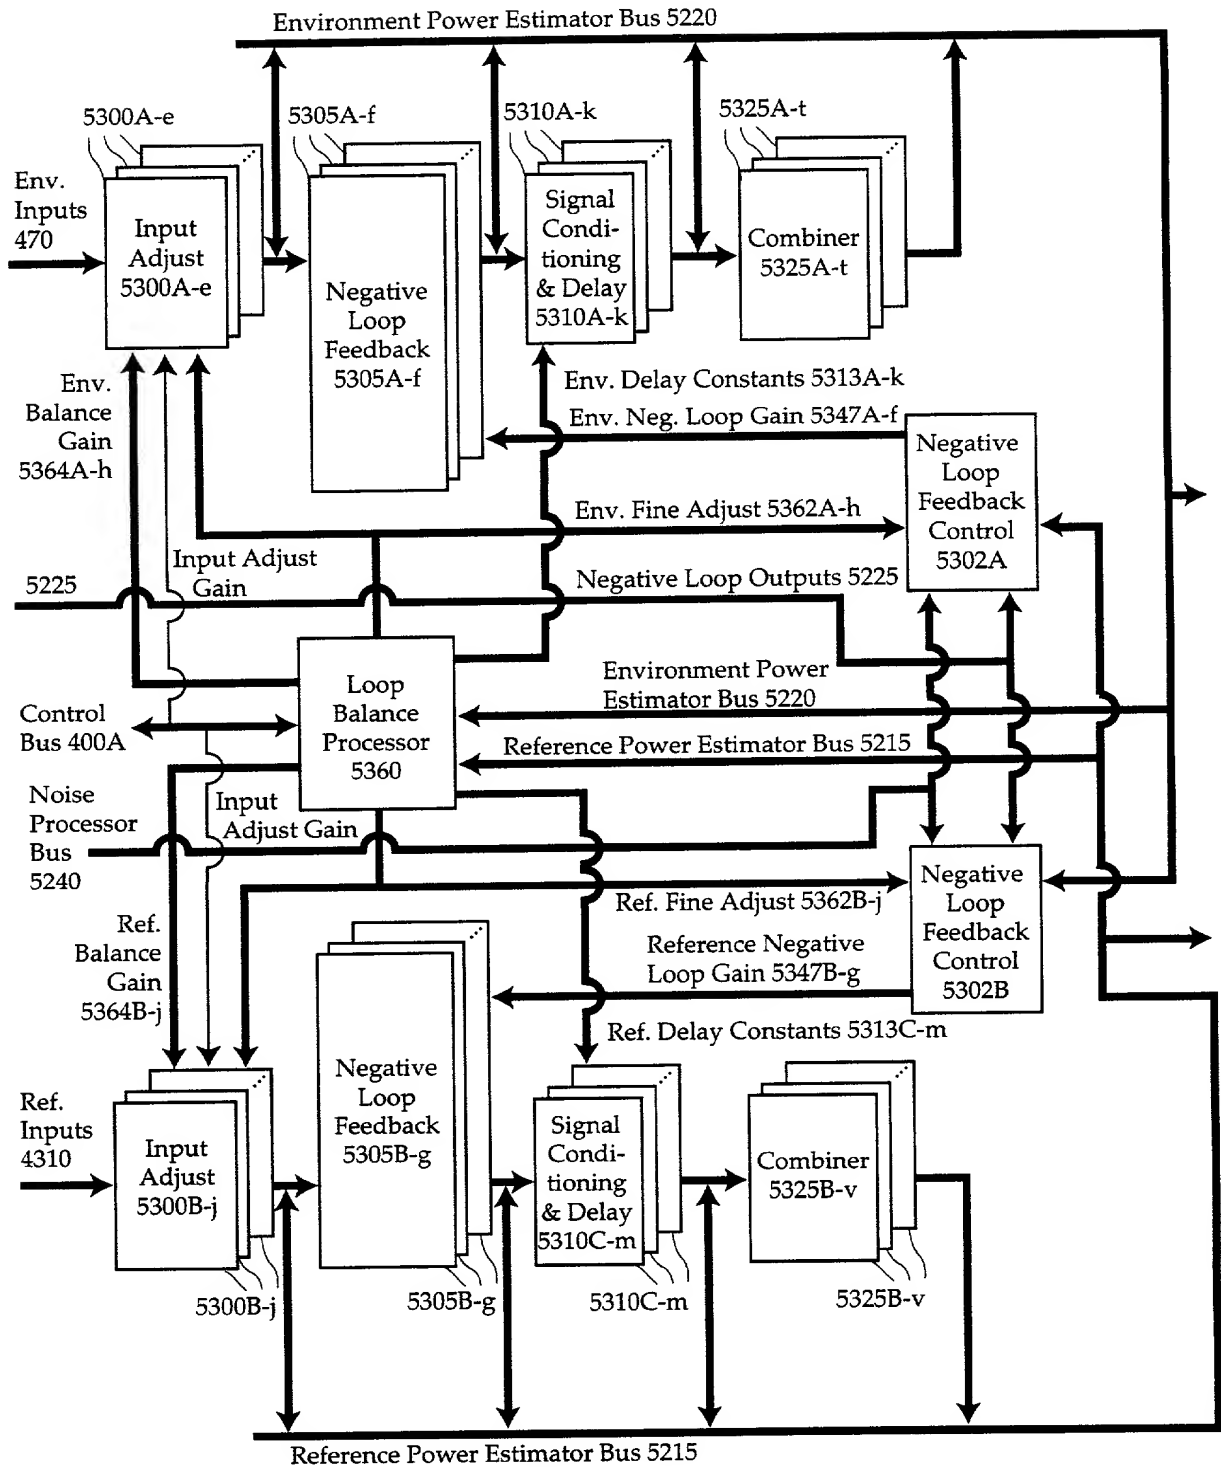 Environment Power Estimator Bus 5220
5300A-e
5305A-f
5310A-k
5325A-t
Env.
Inputs
470
Input
Adjust
5300A-e
Negative
Loop
Feedback
5305A-f
Signal
Condi-
tioning
& Delay
5310A-k
Combiner
5325A-t
Env.
Balance
Gain
5364A-h
Env. Delay Constants 5313A-k
Env. Neg. Loop Gain 5347A-f
Negative
Loop
Feedback
Control
5302A
Env. Fine Adjust 5362A-h
Input Adjust
Gain
5225
Negative Loop Outputs 5225
Loop
Balance
Processor
5360
Environment Power
Estimator Bus 5220
Control
Bus 400A
Reference Power Estimator Bus 5215
Noise
Processor
Bus
5240
Input
Adjust Gain
Ref. Fine Adjust 5362B-j
Negative
Loop
Feedback
Control
5302B
Ref.
Balance
Gain
5364B-j
Reference Negative
Loop Gain 5347B-g
Ref. Delay Constants 5313C-m
Ref.
Inputs
4310
Input
Adjust
5300B-j
Negative
Loop
Feedback
5305B-g
Signal
Condi-
tioning
& Delay
5310C-m
Combiner
5325B-v
5300B-j
5305B-g
5310C-m
5325B-v
Reference Power Estimator Bus 5215